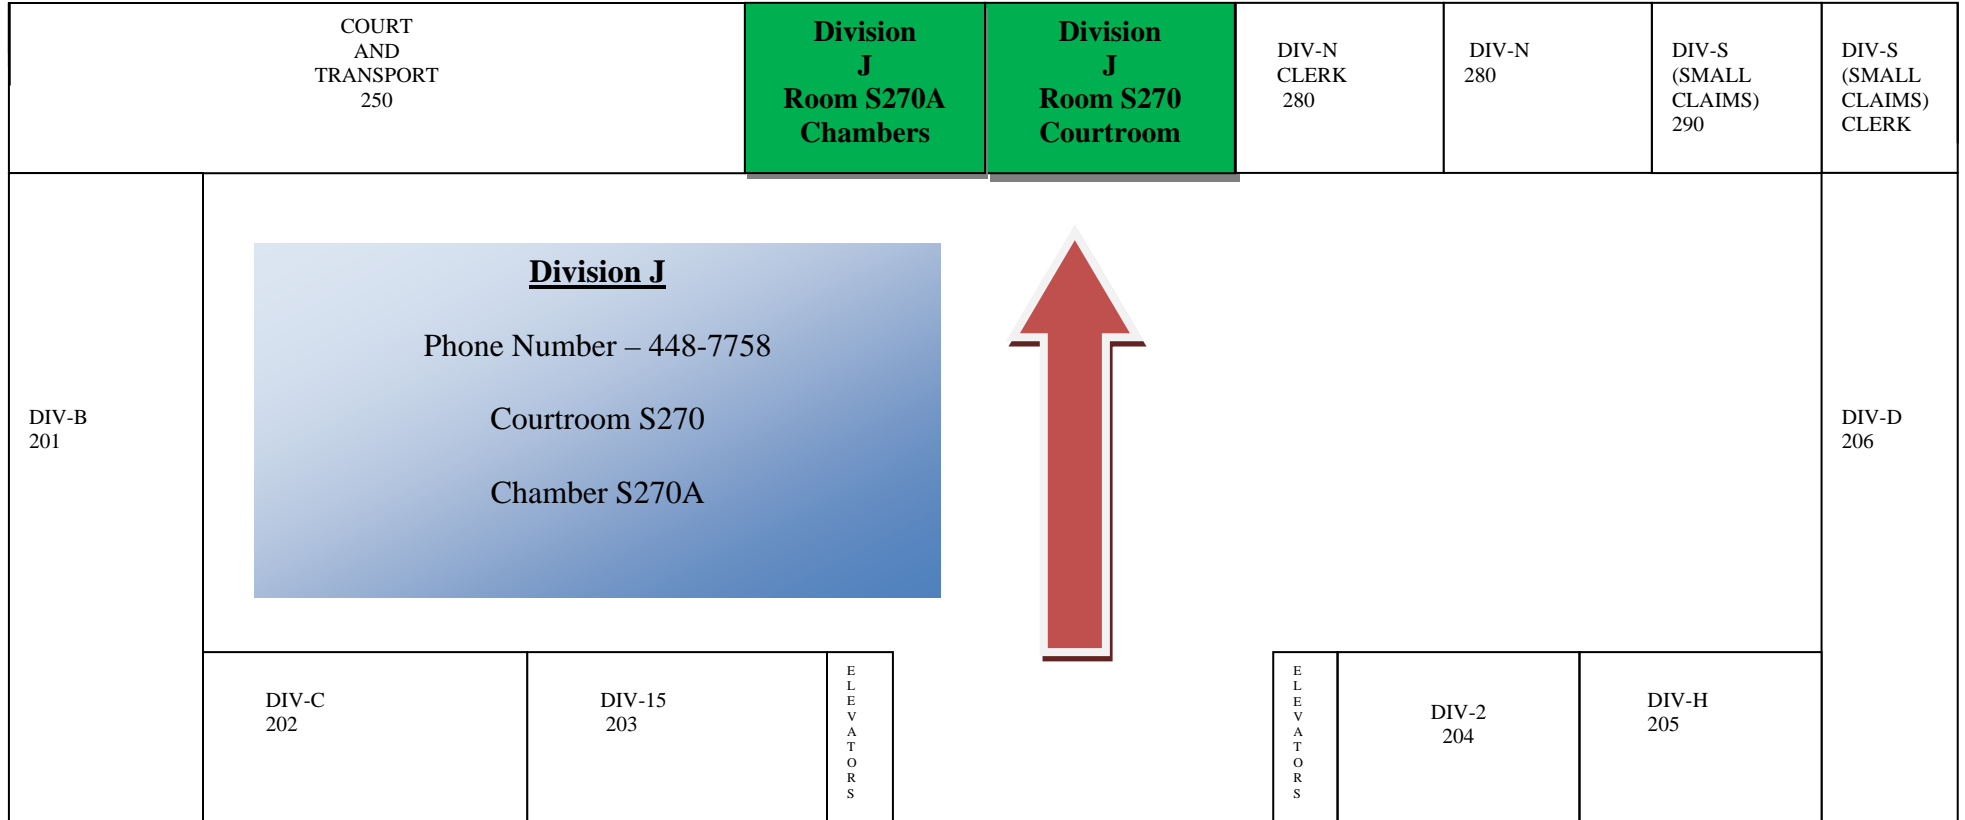 COURT
AND
TRANSPORT
250
Division
J
Room S270A
Chambers
Division
J
Room S270
Courtroom
DIV-N
CLERK
280
DIV-N
280
DIV-S
(SMALL
CLAIMS)
290
DIV-S
(SMALL
CLAIMS)
CLERK
Division J
Phone Number – 448-7758
Courtroom S270
Chamber S270A
DIV-B
201
DIV-D
206
DIV-C
202
DIV-15
203
ELEVATORS
ELEVATORS
DIV-2
204
DIV-H
205